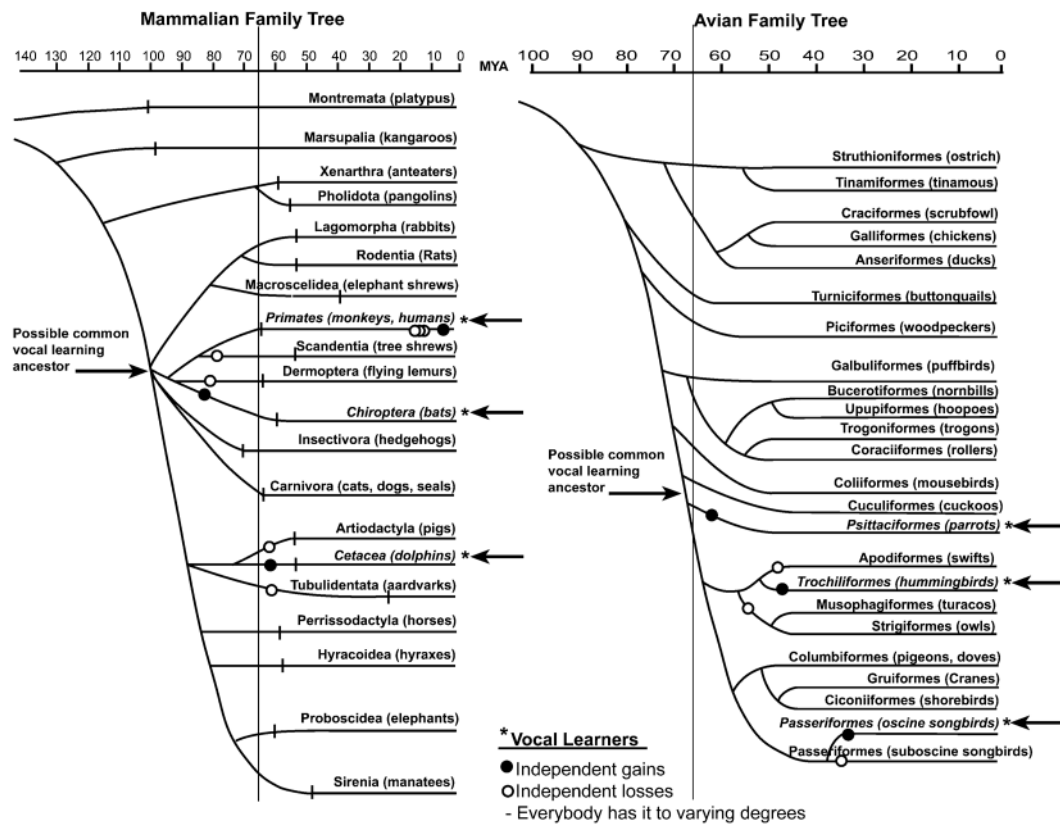 Mammalian Family Tree
140 130 120 110 100 90 80 70 60 50 40 30 20 10 0
MYA
Montremata (platypus)
Marsupalia (kangaroos)
Xenarthra (anteaters)
Pholidota (pangolins)
Lagomorpha (rabbits)
Rodentia (Rats)
Macroscelidea (elephant shrews)
Primates (monkeys, humans) *
Scandentia (tree shrews)
Dermoptera (flying lemurs)
Possible common
vocal learning
ancestor
Chiroptera (bats) *
Insectivora (hedgehogs)
Carnivora (cats, dogs, seals)
Artiodactyla (pigs)
Cetacea (dolphins) *
Tubulidentata (aardvarks)
Perrissodactyla (horses)
Hyracoidea (hyraxes)
Proboscidea (elephants)
Sirenia (manatees)
Avian Family Tree
100 90 80 70 60 50 40 30 20 10 0
Struthioniformes (ostrich)
Tinamiformes (tinamous)
Craciformes (scrubfowl)
Galliformes (chickens)
Anseriformes (ducks)
Turniciformes (buttonquails)
Piciformes (woodpeckers)
Galbuliformes (puffbirds)
Bucerotiformes (nornbills)
Upupiformes (hoopoes)
Trogoniformes (trogons)
Coraciiformes (rollers)
Possible common
vocal learning
ancestor
Coliiformes (mousebirds)
Cuculiformes (cuckoos)
Psittaciformes (parrots) *
Apodiformes (swifts)
Trochiliformes (hummingbirds) *
Musophagiformes (turacos)
Strigiformes (owls)
Columbiformes (pigeons, doves)
Gruiformes (Cranes)
Ciconiiformes (shorebirds)
Passeriformes (oscine songbirds) *
Passeriformes (suboscine songbirds)
* Vocal Learners
Independent gains
Independent losses
- Everybody has it to varying degrees